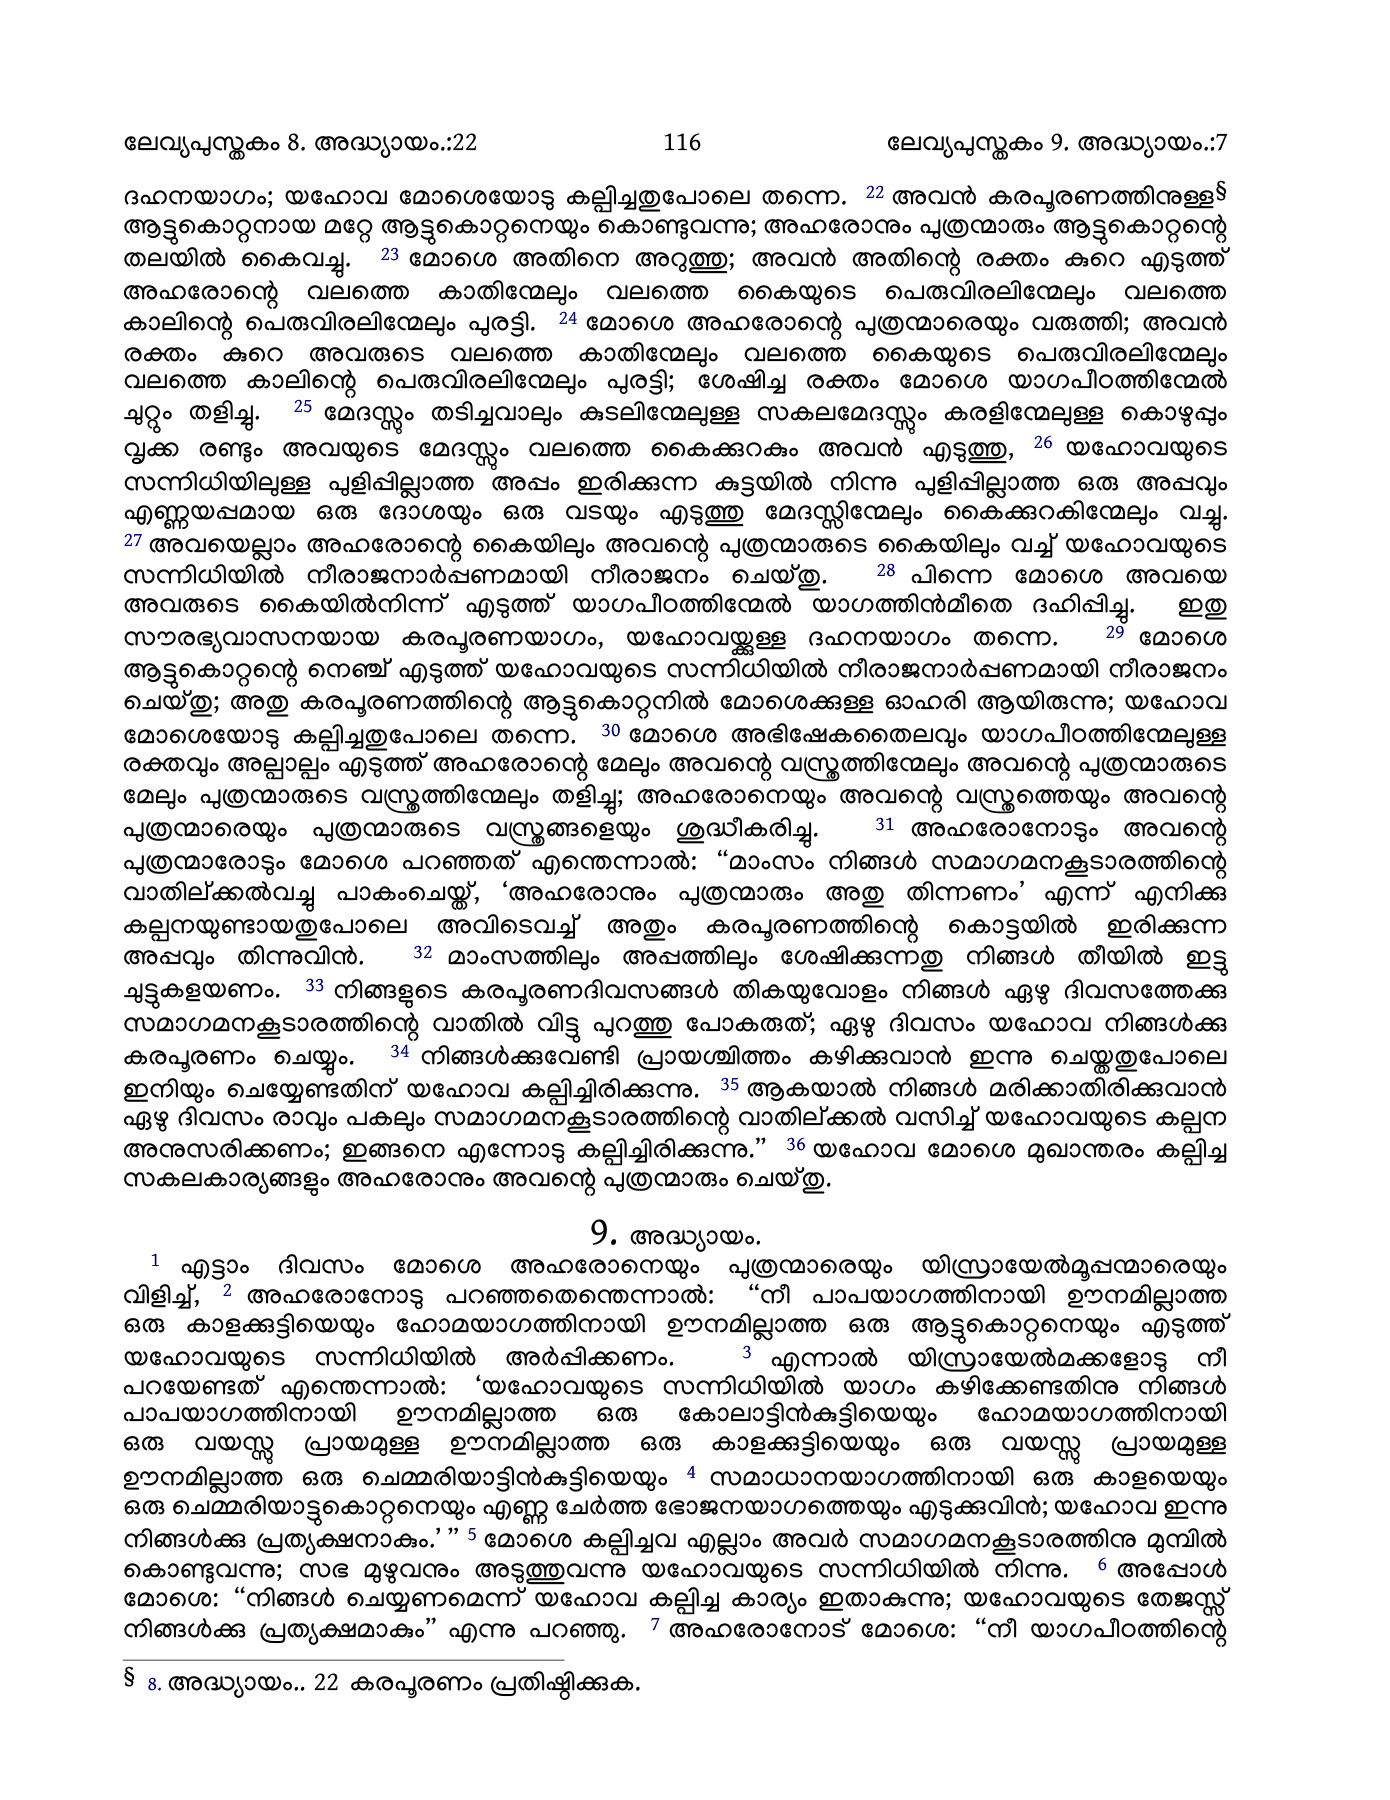 ലേവ്യപുസ്തകം 8. അദ്ധ്യായം.:22 116 ലേവ്യപുസ്തകം 9. അദ്ധ്യായം.:7
ദഹനയാഗം; യഹോവ മോശെയോടു കല്പിച്ചതുപോലെ തന്നെ. 22 അവൻ കരപൂരണത്തിനുള്ള§
ആട്ടുകൊറ്റനായ മറ്റേ ആട്ടുകൊറ്റനെയും കൊണ്ടുവന്നു; അഹരോനും പുത്രന്മാരും ആട്ടുകൊറ്റന്റെ
തലയിൽ കൈവച്ചു. 23 മോശെ അതിനെ അറുത്തു; അവൻ അതിന്റെ രക്തം കുറെ എടുത്ത്
അഹരോന്റെ വലത്തെ കാതിന്മേലും വലത്തെ കൈയുടെ പെരുവിരലിന്മേലും വലത്തെ
കാലിന്റെ പെരുവിരലിന്മേലും പുരട്ടി. 24 മോശെ അഹരോന്റെ പുത്രന്മാരെയും വരുത്തി; അവൻ
രക്തം കുറെ അവരുടെ വലത്തെ കാതിന്മേലും വലത്തെ കൈയുടെ പെരുവിരലിന്മേലും
വലത്തെ കാലിന്റെ പെരുവിരലിന്മേലും പുരട്ടി; ശേഷിച്ച രക്തം മോശെ യാഗപീഠത്തിന്മേൽ
ചുറ്റും തളിച്ചു. 25 മേദസ്സും തടിച്ചവാലും കുടലിന്മേലുള്ള സകലമേദസ്സും കരളിന്മേലുള്ള കൊഴുപ്പും
വൃക്ക രണ്ടും അവയുടെ മേദസ്സും വലത്തെ കൈക്കുറകും അവൻ എടുത്തു, 26 യഹോവയുടെ
സന്നിധിയിലുള്ള പുളിപ്പില്ലാത്ത അപ്പം ഇരിക്കുന്ന കുട്ടയിൽ നിന്നു പുളിപ്പില്ലാത്ത ഒരു അപ്പവും
എണ്ണയപ്പമായ ഒരു ദോശയും ഒരു വടയും എടുത്തു മേദസ്സിന്മേലും കൈക്കുറകിന്മേലും വച്ചു.
27 അവയെല്ലാം അഹരോന്റെ കൈയിലും അവന്റെ പുത്രന്മാരുടെ കൈയിലും വച്ച് യഹോവയുടെ
സന്നിധിയിൽ നീരാജനാർപ്പണമായി നീരാജനം ചെയ്തു. 28 പിന്നെ മോശെ അവയെ
അവരുടെ കൈയിൽനിന്ന് എടുത്ത് യാഗപീഠത്തിന്മേൽ യാഗത്തിൻമീതെ ദഹിപ്പിച്ചു. ഇതു
സൗരഭ്യവാസനയായ കരപൂരണയാഗം, യഹോവയ്ക്കുള്ള ദഹനയാഗം തന്നെ. 29 മോശെ
ആട്ടുകൊറ്റന്റെ നെഞ്ച് എടുത്ത് യഹോവയുടെ സന്നിധിയിൽ നീരാജനാർപ്പണമായി നീരാജനം
ചെയ്തു; അതു കരപൂരണത്തിന്റെ ആട്ടുകൊറ്റനിൽ മോശെക്കുള്ള ഓഹരി ആയിരുന്നു; യഹോവ
മോശെയോടു കല്പിച്ചതുപോലെ തന്നെ. 30 മോശെ അഭിഷേകതൈലവും യാഗപീഠത്തിന്മേലുള്ള
രക്തവും അല്പാല്പം എടുത്ത് അഹരോന്റെ മേലും അവന്റെ വസ്ത്രത്തിന്മേലും അവന്റെ പുത്രന്മാരുടെ
മേലും പുത്രന്മാരുടെ വസ്ത്രത്തിന്മേലും തളിച്ചു; അഹരോനെയും അവന്റെ വസ്ത്രത്തെയും അവന്റെ
പുത്രന്മാരെയും പുത്രന്മാരുടെ വസ്ത്രങ്ങളെയും ശുദ്ധീകരിച്ചു. 31 അഹരോനോടും അവന്റെ
പുത്രന്മാരോടും മോശെ പറഞ്ഞത് എന്തെന്നാൽ: “മാംസം നിങ്ങൾ സമാഗമനകൂടാരത്തിന്റെ
വാതില്ക്കൽവച്ചു പാകംചെയ്ത്, ‘അഹരോനും പുത്രന്മാരും അതു തിന്നണം’ എന്ന് എനിക്കു
കല്പനയുണ്ടായതുപോലെ അവിടെവച്ച് അതും കരപൂരണത്തിന്റെ കൊട്ടയിൽ ഇരിക്കുന്ന
അപ്പവും തിന്നുവിൻ. 32 മാംസത്തിലും അപ്പത്തിലും ശേഷിക്കുന്നതു നിങ്ങൾ തീയിൽ ഇട്ടു
ചുട്ടുകളയണം. 33 നിങ്ങളുടെ കരപൂരണദിവസങ്ങൾ തികയുവോളം നിങ്ങൾ ഏഴു ദിവസത്തേക്കു
സമാഗമനകൂടാരത്തിന്റെ വാതിൽ വിട്ടു പുറത്തു പോകരുത്; ഏഴു ദിവസം യഹോവ നിങ്ങൾക്കു
കരപൂരണം ചെയ്യും. 34 നിങ്ങൾക്കുവേണ്ടി പ്രായശ്ചിത്തം കഴിക്കുവാൻ ഇന്നു ചെയ്തതുപോലെ
ഇനിയും ചെയ്യേണ്ടതിന് യഹോവ കല്പിച്ചിരിക്കുന്നു. 35 ആകയാൽ നിങ്ങൾ മരിക്കാതിരിക്കുവാൻ
ഏഴു ദിവസം രാവും പകലും സമാഗമനകൂടാരത്തിന്റെ വാതില്ക്കൽ വസിച്ച് യഹോവയുടെ കല്പന
അനുസരിക്കണം; ഇങ്ങനെ എന്നോടു കല്പിച്ചിരിക്കുന്നു.” 36 യഹോവ മോശെ മുഖാന്തരം കല്പിച്ച
സകലകാര്യങ്ങളും അഹരോനും അവന്റെ പുത്രന്മാരും ചെയ്തു.
9. അദ്ധ്യായം.
1 എട്ടാം ദിവസം മോശെ അഹരോനെയും പുത്രന്മാരെയും യിസ്രായേൽമൂപ്പന്മാരെയും
വിളിച്ച്, 2 അഹരോനോടു പറഞ്ഞതെന്തെന്നാൽ: “നീ പാപയാഗത്തിനായി ഊനമില്ലാത്ത
ഒരു കാളക്കുട്ടിയെയും ഹോമയാഗത്തിനായി ഊനമില്ലാത്ത ഒരു ആട്ടുകൊറ്റനെയും എടുത്ത്
യഹോവയുടെ സന്നിധിയിൽ അർപ്പിക്കണം. 3 എന്നാൽ യിസ്രായേൽമക്കളോടു നീ
പറയേണ്ടത് എന്തെന്നാൽ: ‘യഹോവയുടെ സന്നിധിയിൽ യാഗം കഴിക്കേണ്ടതിനു നിങ്ങൾ
പാപയാഗത്തിനായി ഊനമില്ലാത്ത ഒരു കോലാട്ടിൻകുട്ടിയെയും ഹോമയാഗത്തിനായി
ഒരു വയസ്സു പ്രായമുള്ള ഊനമില്ലാത്ത ഒരു കാളക്കുട്ടിയെയും ഒരു വയസ്സു പ്രായമുള്ള
ഊനമില്ലാത്ത ഒരു ചെമ്മരിയാട്ടിൻകുട്ടിയെയും 4 സമാധാനയാഗത്തിനായി ഒരു കാളയെയും
ഒരു ചെമ്മരിയാട്ടുകൊറ്റനെയും എണ്ണ ചേർത്ത ഭോജനയാഗത്തെയും എടുക്കുവിൻ; യഹോവ ഇന്നു
നിങ്ങൾക്കു പ്രത്യക്ഷനാകും.’ ” 5 മോശെ കല്പിച്ചവ എല്ലാം അവർ സമാഗമനകൂടാരത്തിനു മുമ്പിൽ
കൊണ്ടുവന്നു; സഭ മുഴുവനും അടുത്തുവന്നു യഹോവയുടെ സന്നിധിയിൽ നിന്നു. 6 അപ്പോൾ
മോശെ: “നിങ്ങൾ ചെയ്യണമെന്ന് യഹോവ കല്പിച്ച കാര്യം ഇതാകുന്നു; യഹോവയുടെ തേജസ്സ്
നിങ്ങൾക്കു പ്രത്യക്ഷമാകും” എന്നു പറഞ്ഞു. 7 അഹരോനോട് മോശെ: “നീ യാഗപീഠത്തിന്റെ
§ 8. അദ്ധ്യായം.. 22 കരപൂരണം പ്രതിഷ്ഠിക്കുക.